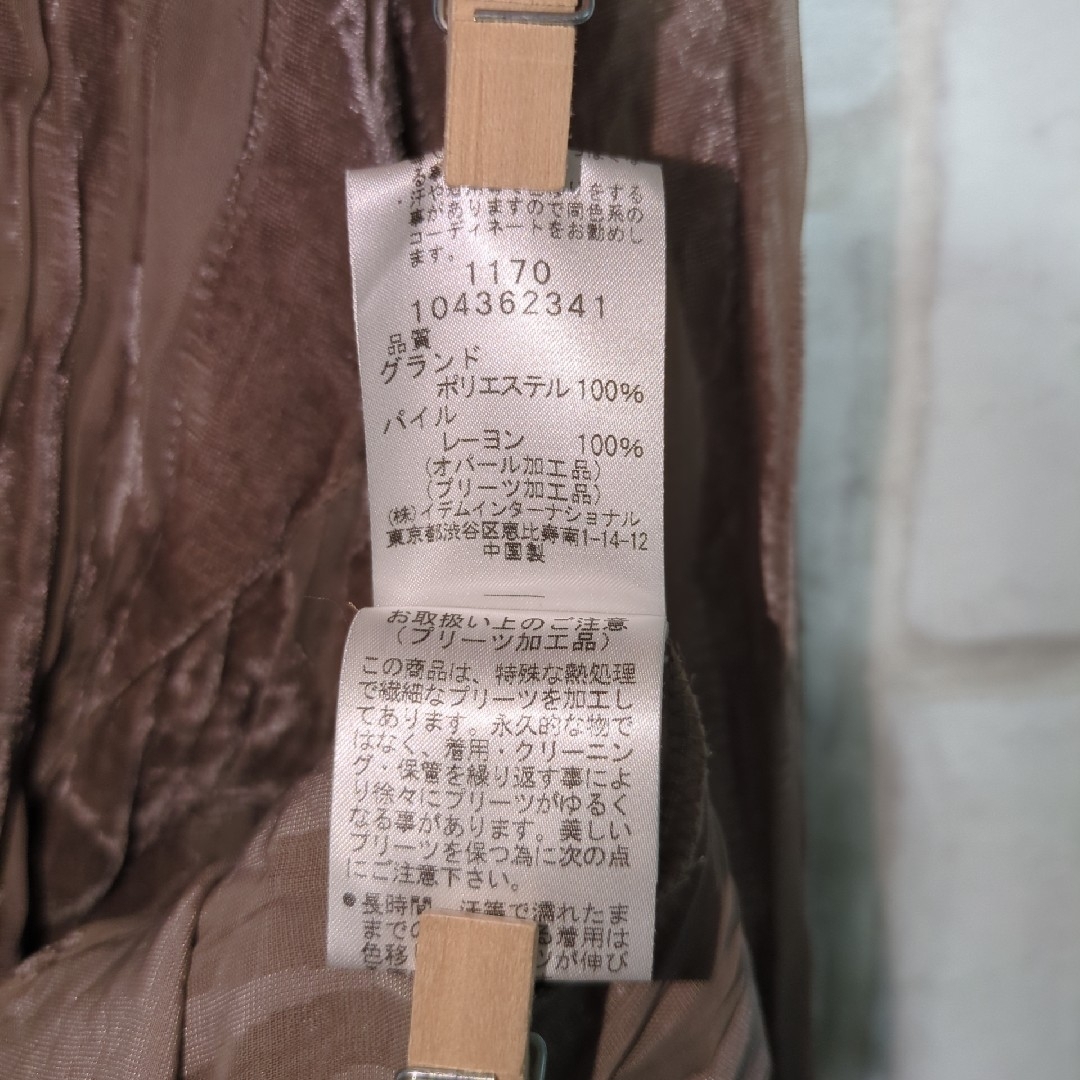 ・汗や をする
事がありますので同色系の
コーディネートをお勧めし
ます。
1170
104362341
品質
グランド
ポリエステル 100%
パイル
レーヨン 100%
(オパール加工品)
(プリーツ加工品)
(株)イデムインターナショナル
東京都渋谷区恵比寿南1-14-12
中国製
お取扱い上のご注意
(プリーツ加工品)
この商品は、特殊な熱処理
で繊細なプリーツを加工し
てあります。永久的な物で
はなく、着用・クリーニン
グ・保管を繰り返す事によ
り徐々にプリーツがゆるく
なる事があります。美しい
プリーツを保つ為に次の点
にご注意下さい。
●長時間、汗等で濡れたま
までの る着用は
色移 ツが伸び